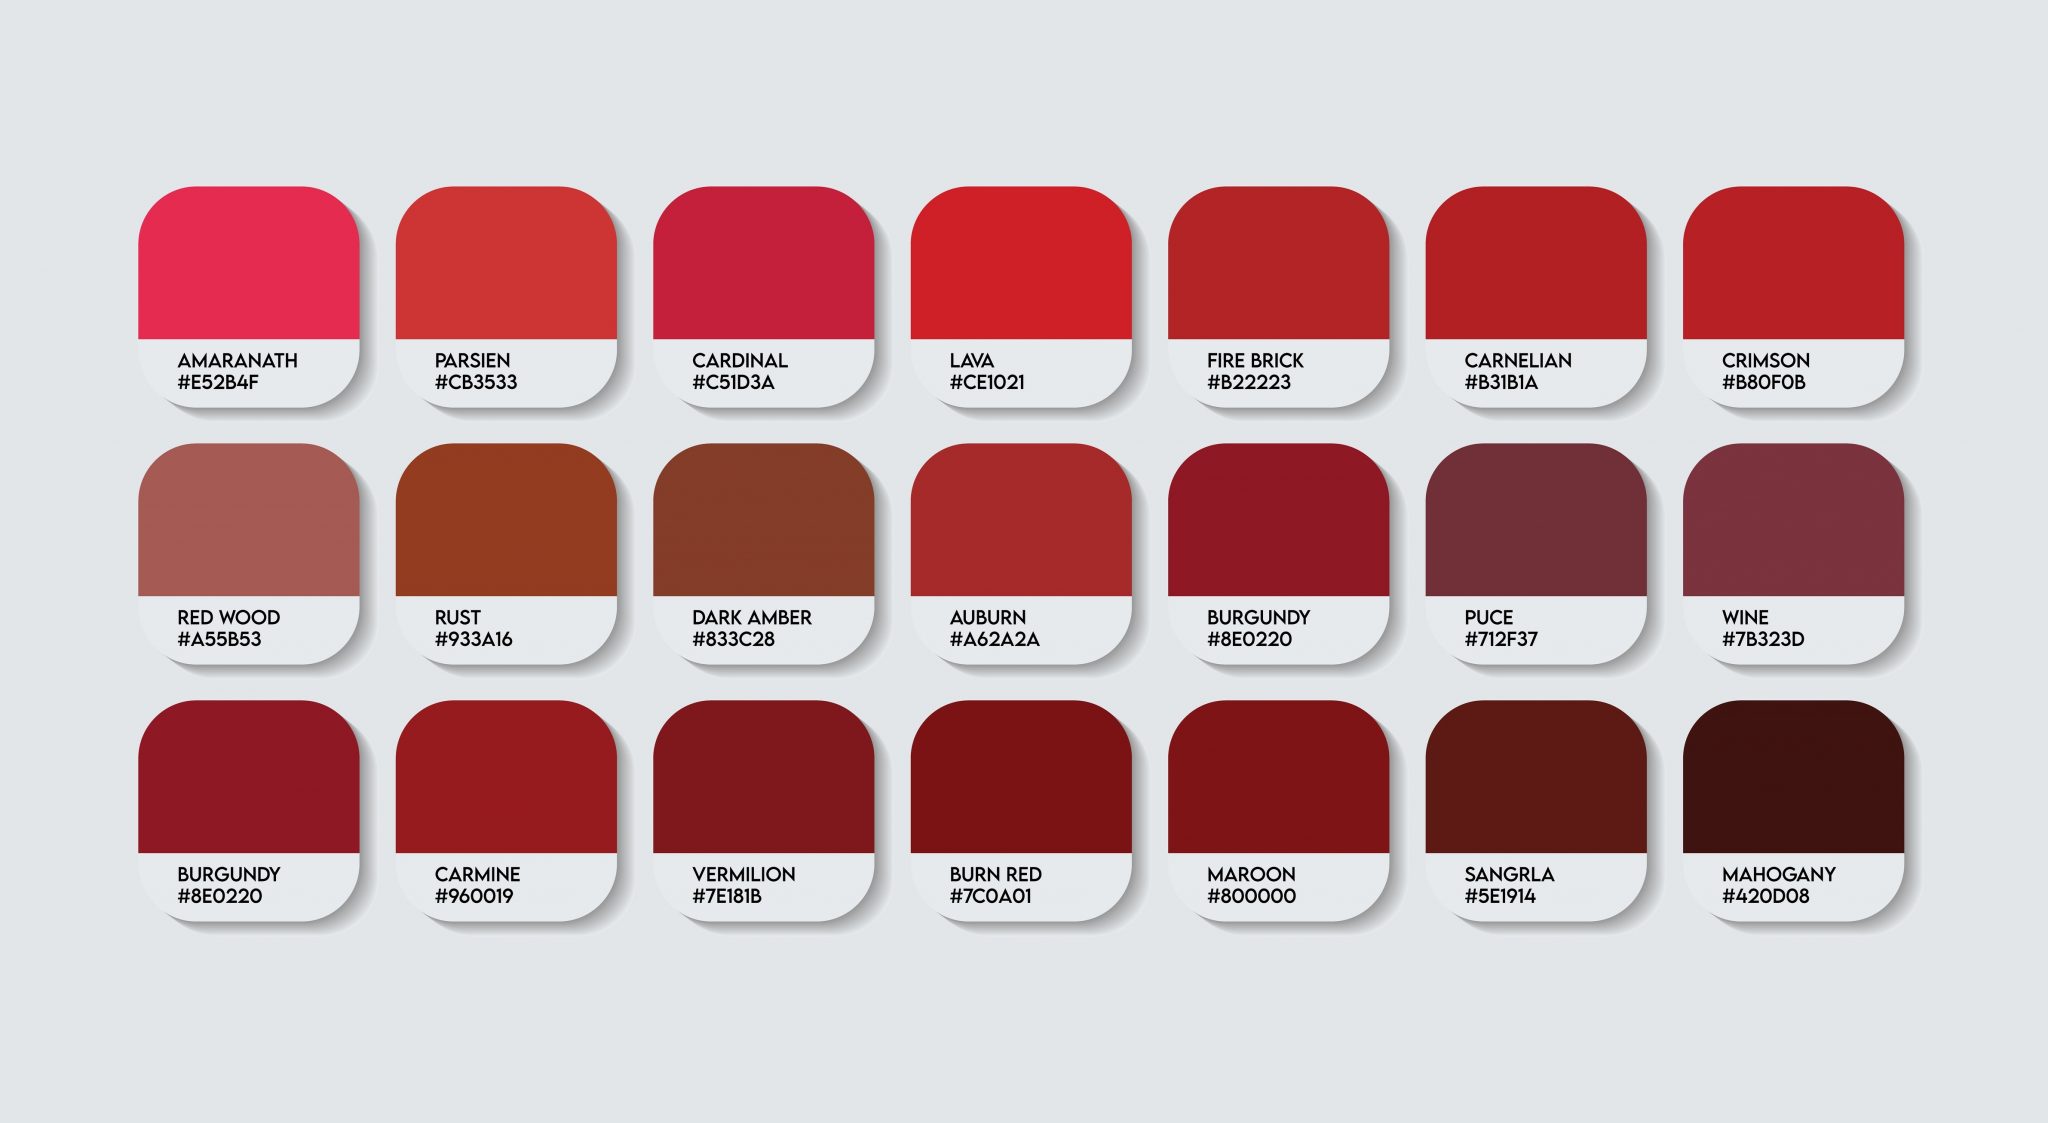 AMARANATH
#E52B4F
PARSIEN
#CB3533
CARDINAL
#C51D3A
LAVA
#CE1021
FIRE BRICK
#B22223
CARNELIAN
#B31B1A
CRIMSON
#B80F0B
RED WOOD
#A55B53
RUST
#933A16
DARK AMBER
#833C28
AUBURN
#A62A2A
BURGUNDY
#8E0220
PUCE
#712F37
WINE
#7B323D
BURGUNDY
#8E0220
CARMINE
#960019
VERMILION
#7E181B
BURN RED
#7C0A01
MAROON
#800000
SANGRLA
#5E1914
MAHOGANY
#420D08